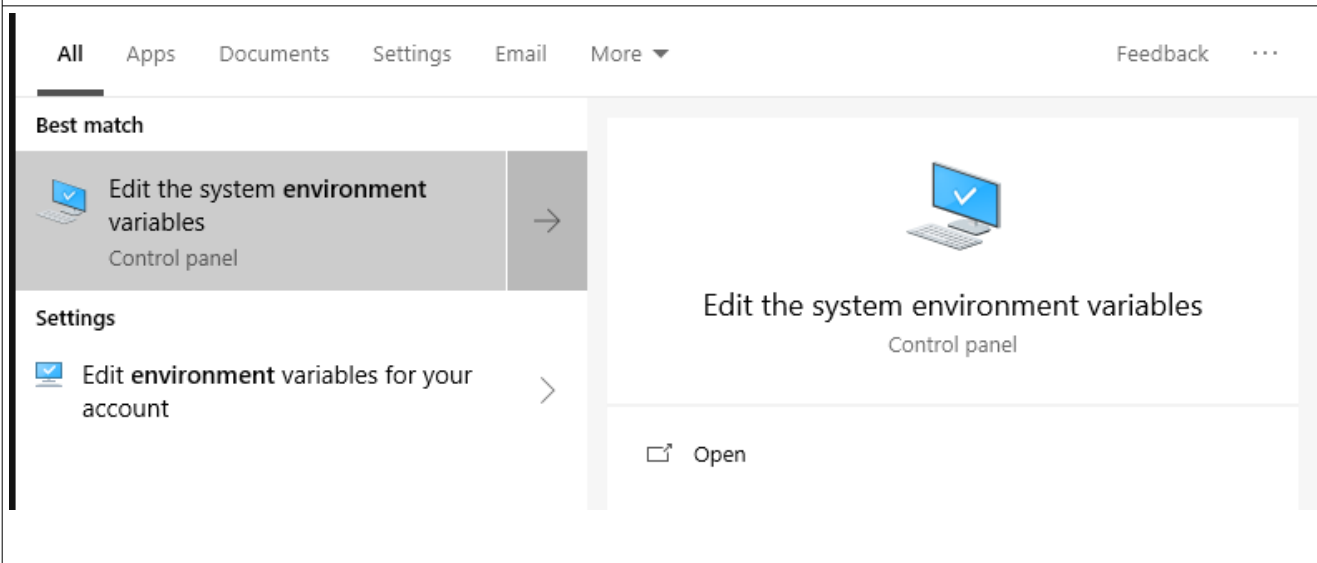 All Apps Documents Settings Email More Feedback ...
Best match
Edit the system environment
variables
Control panel
Settings
Edit environment variables for your
account
Edit the system environment variables
Control panel
Open